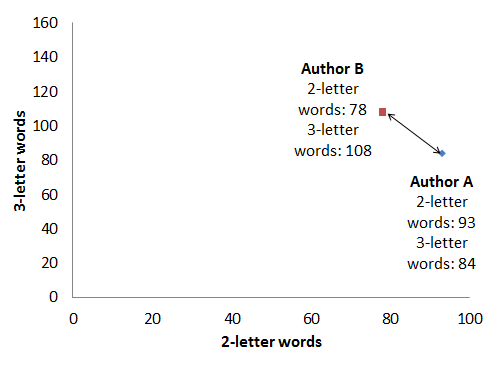 160
140
120
100
80
60
40
20
0
3-letter words
Author B
2-letter
words: 78
3-letter
words: 108
Author A
2-letter
words: 93
3-letter
words: 84
0 20 40 60 80 100
2-letter words